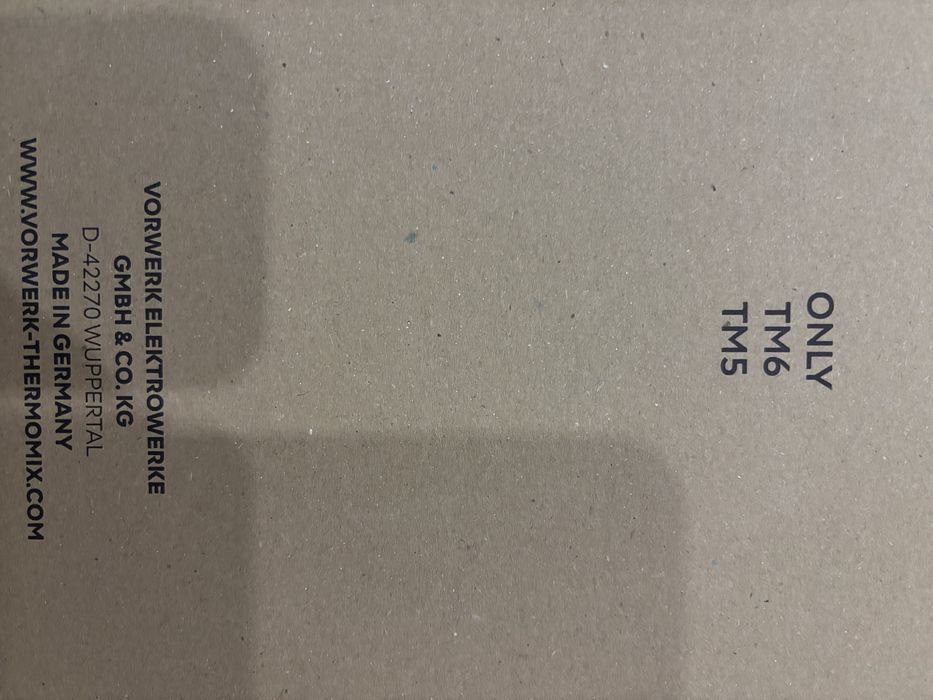 ONLY
TM6
TM5
VORWERK ELEKTROWERKE
GMBH & CO. KG
D-42270 WUPPERTAL
MADE IN GERMANY
WWW.VORWERK-THERMOMIX.COM